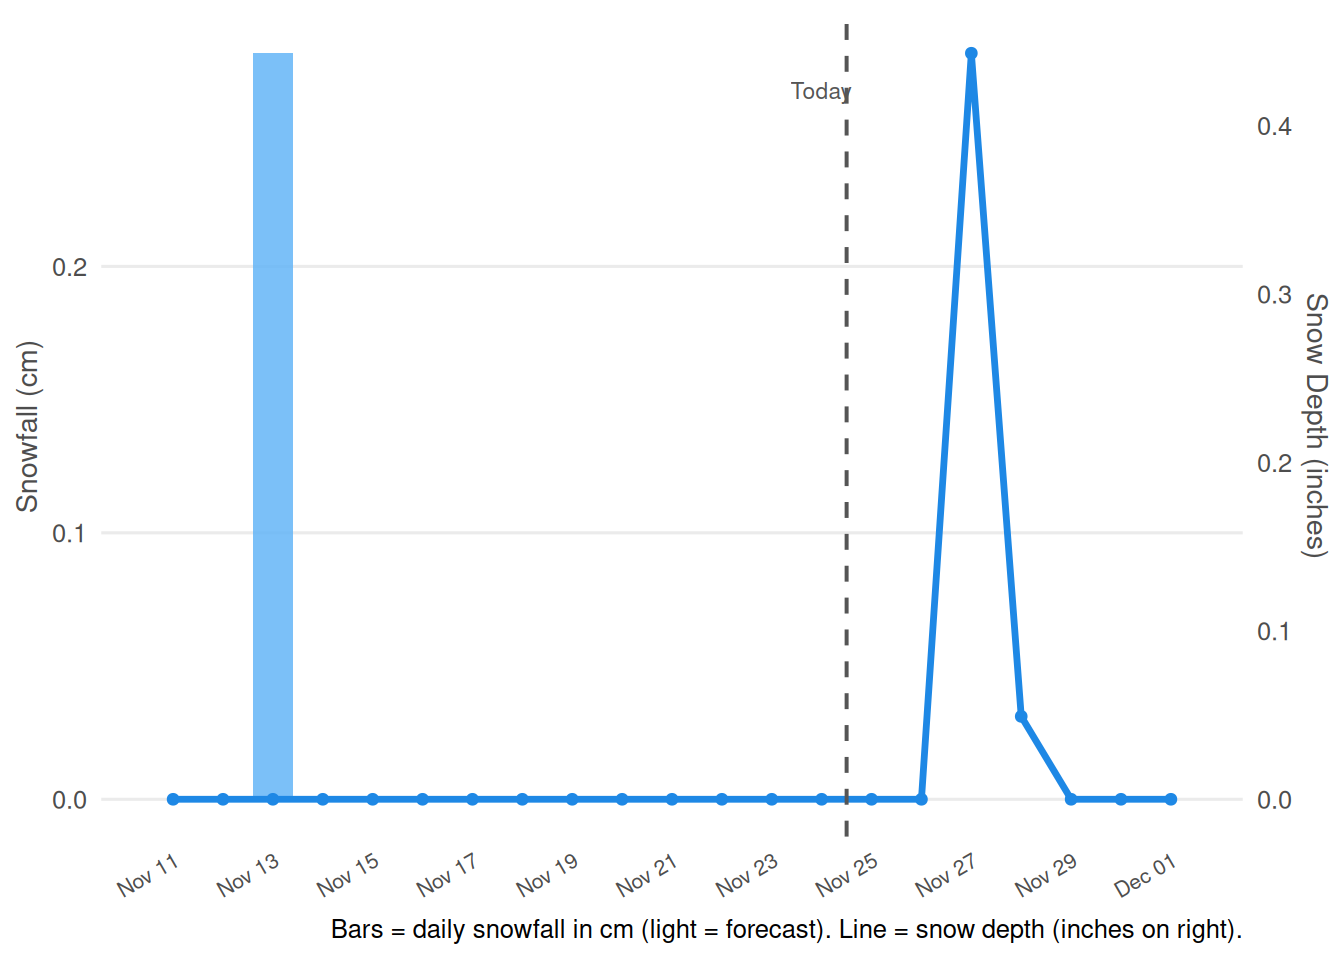 Today
Snowfall (cm)
0.2
0.1
0.0
0.4
0.3
0.2
0.1
0.0
Snow Depth (inches)
Nov 11
Nov 13
Nov 15
Nov 17
Nov 19
Nov 21
Nov 23
Nov 25
Nov 27
Nov 29
Dec 01
Bars = daily snowfall in cm (light = forecast). Line = snow depth (inches on right).